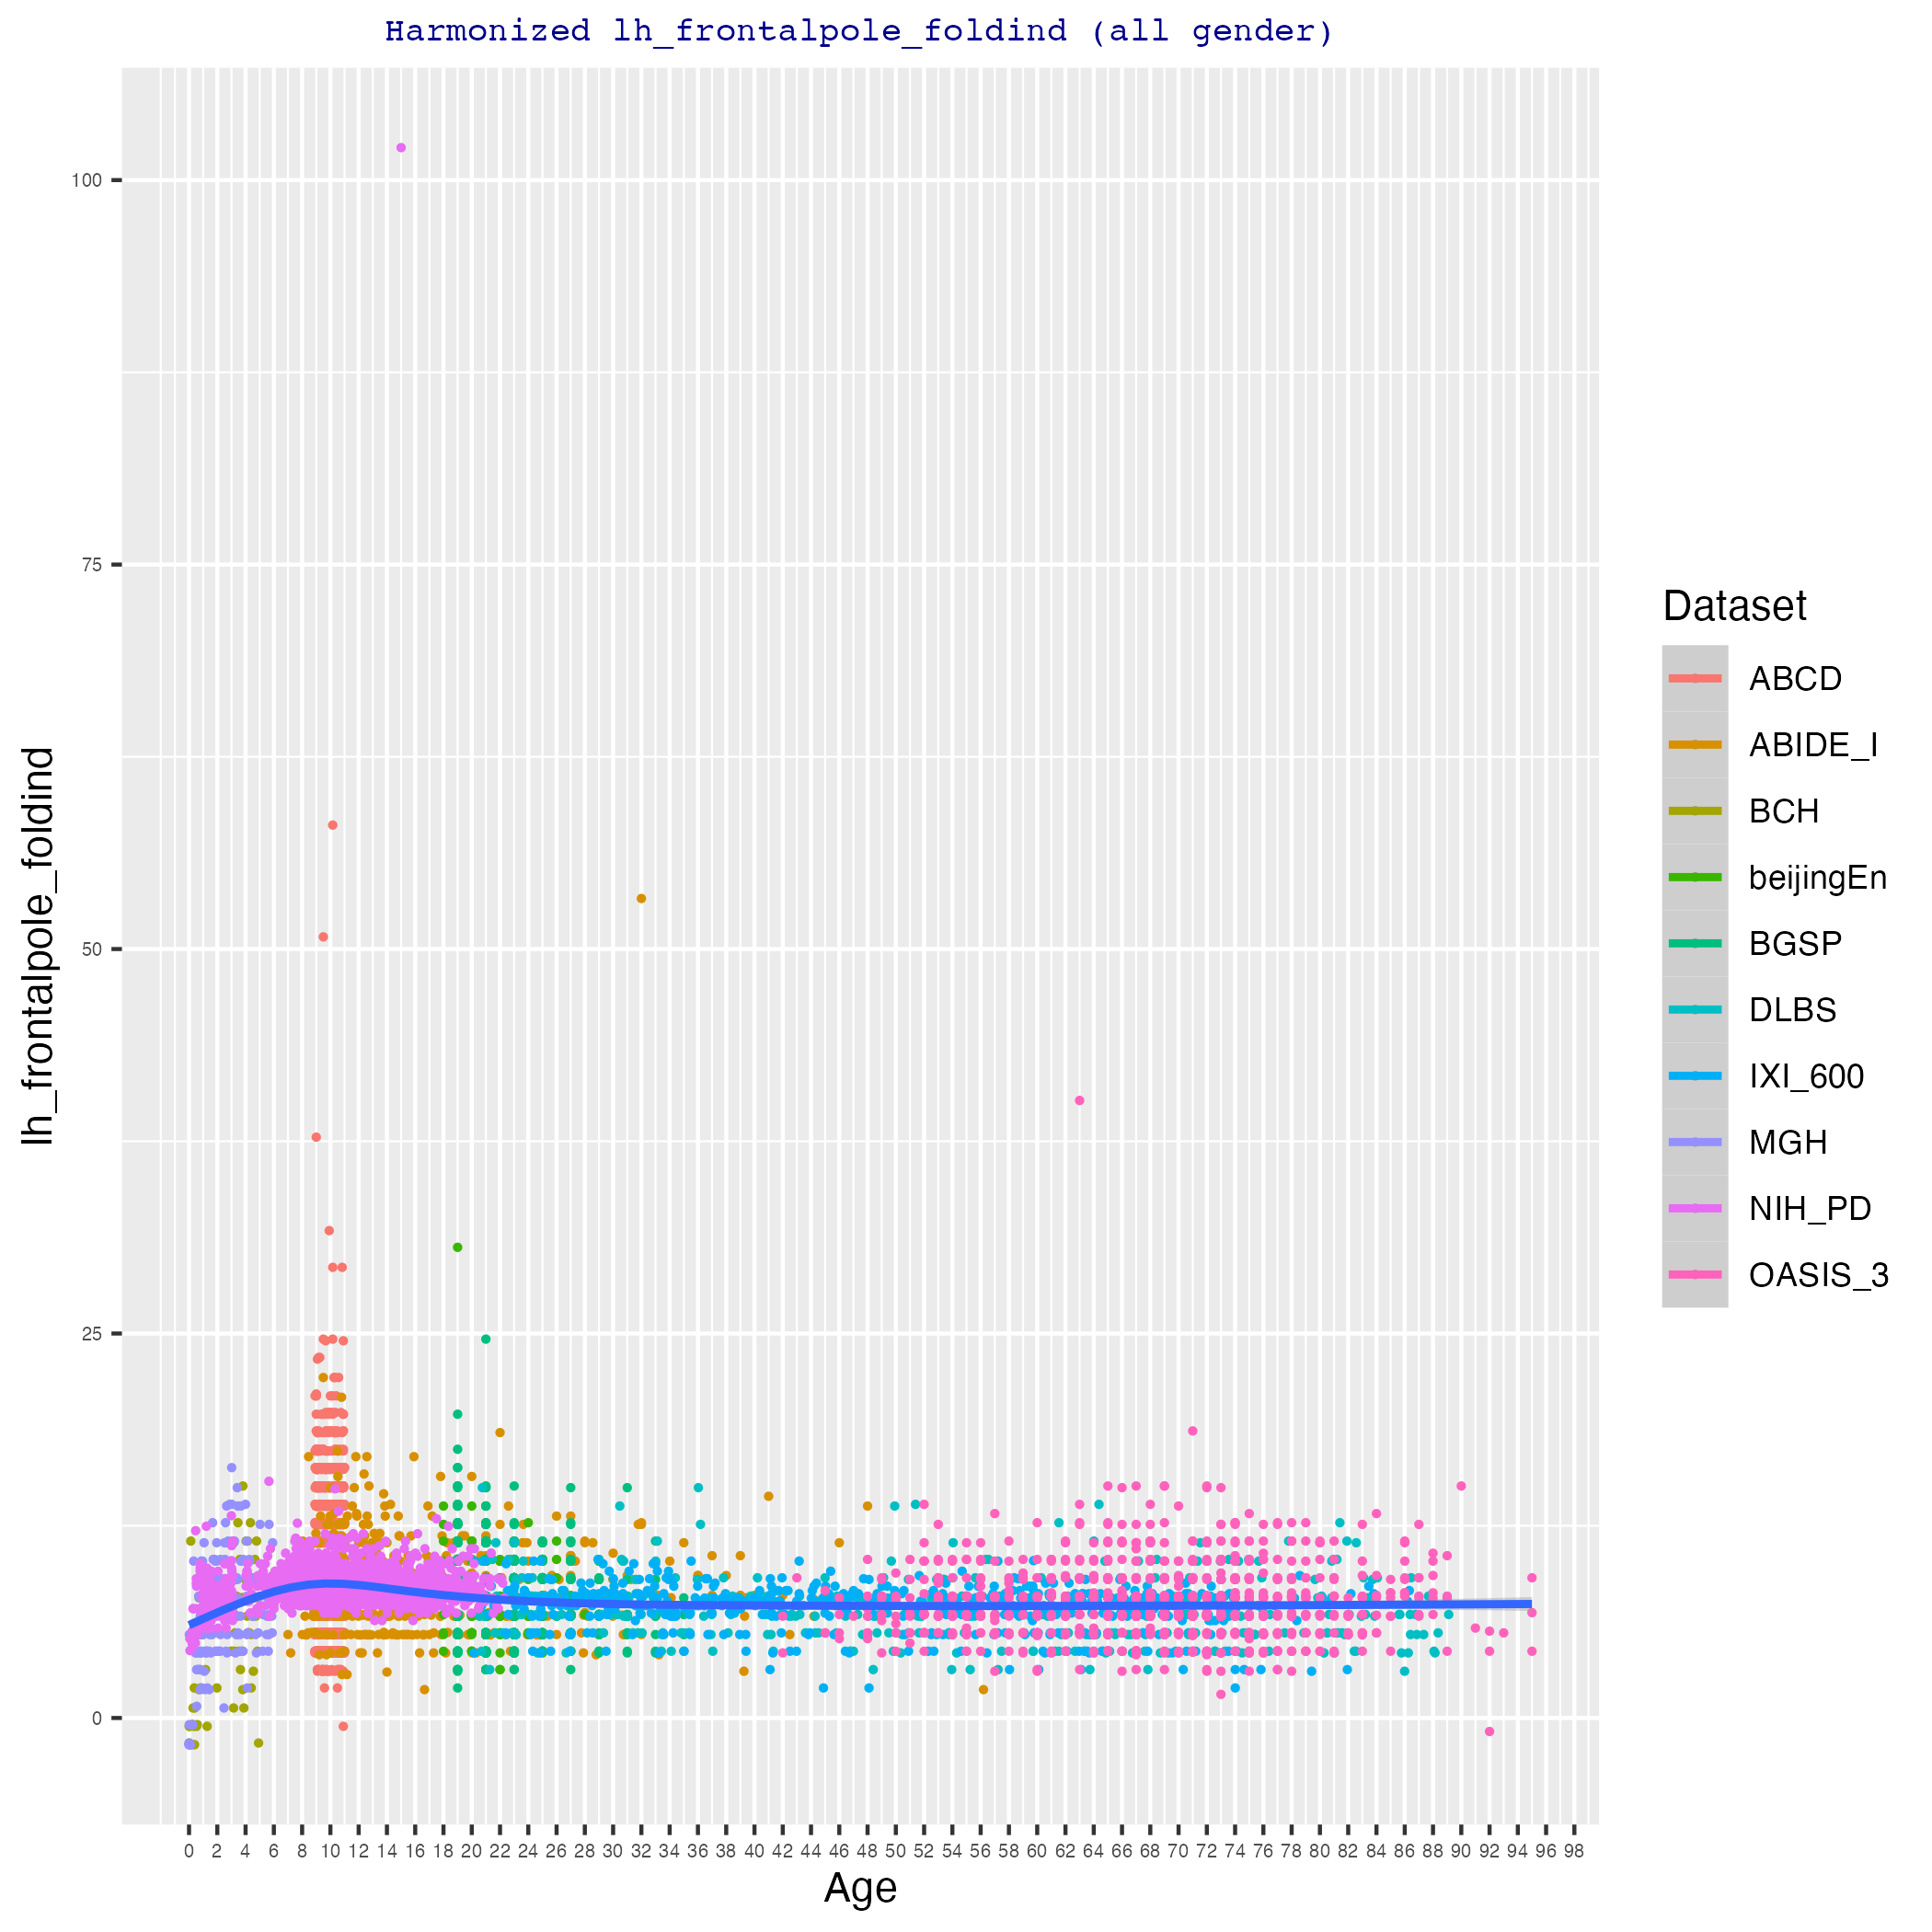 Harmonized lh_frontalpole_foldind (all gender)
100
75
50
25
0
lh_frontalpole_foldind
0 2 4 6 8 10 12 14 16 18 20 22 24 26 28 30 32 34 36 38 40 42 44 46 48 50 52 54 56 58 60 62 64 66 68 70 72 74 76 78 80 82 84 86 88 90 92 94 96 98
Age
Dataset
ABCD
ABIDE_I
BCH
beijingEn
BGSP
DLBS
IXI_600
MGH
NIH_PD
OASIS_3